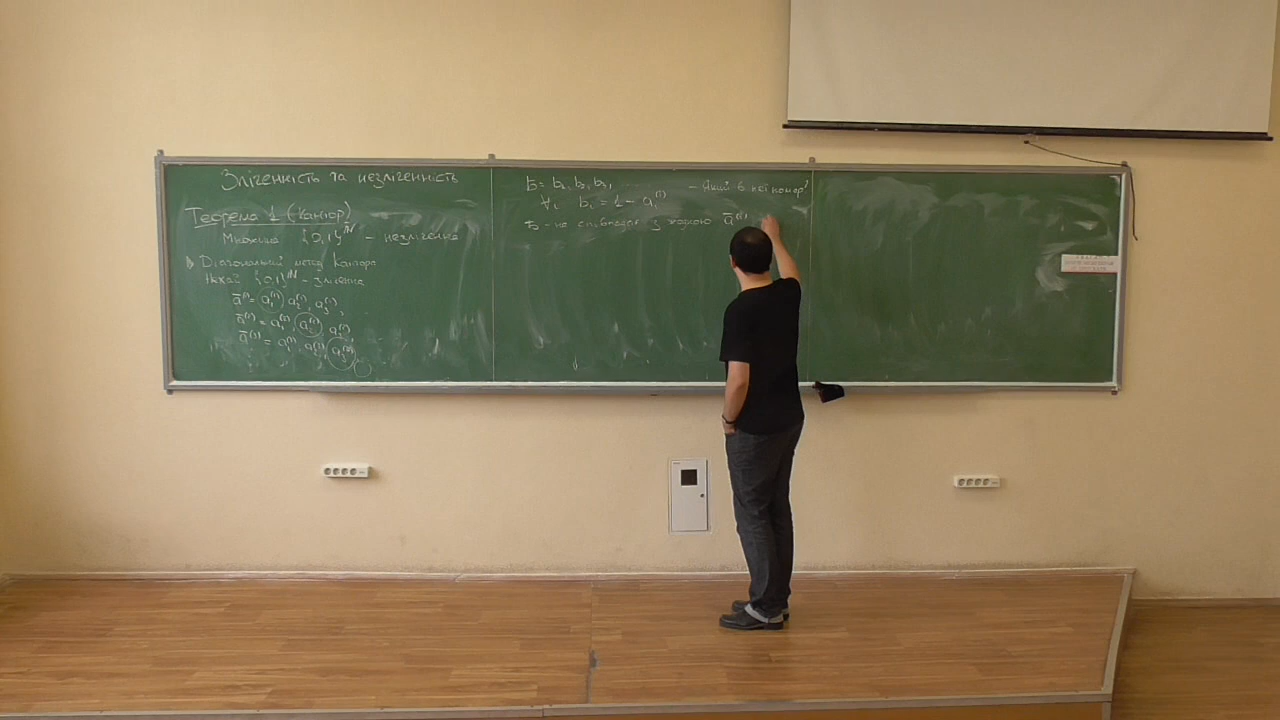 Зліченність та незліченність
Теорема 1 (Кантор)
Множина {0,1}^ℕ – незліченна
Діагональний метод Кантора
Нехай {0,1}^ℕ – зліченна
ā⁽¹⁾ = a₁⁽¹⁾, a₂⁽¹⁾, a₃⁽¹⁾,
ā⁽²⁾ = a₁⁽²⁾, a₂⁽²⁾, a₃⁽²⁾,
ā⁽³⁾ = a₁⁽³⁾, a₂⁽³⁾, a₃⁽³⁾,
b̄ = b₁, b₂, b₃, ... – Який в неї номер?
∀i bᵢ = 1 – aᵢ⁽ⁱ⁾
b̄ – не співпадає з жодною ā⁽ⁱ⁾